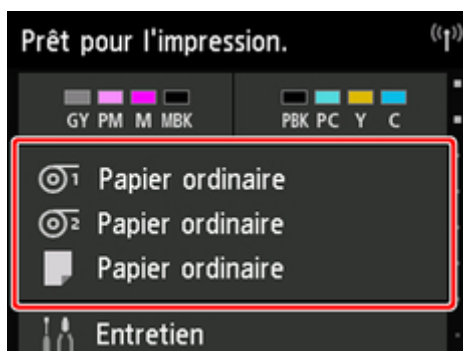 Prêt pour l'impression.
GY PM M MBK PBK PC Y C
1 Papier ordinaire
2 Papier ordinaire
Papier ordinaire
Entretien